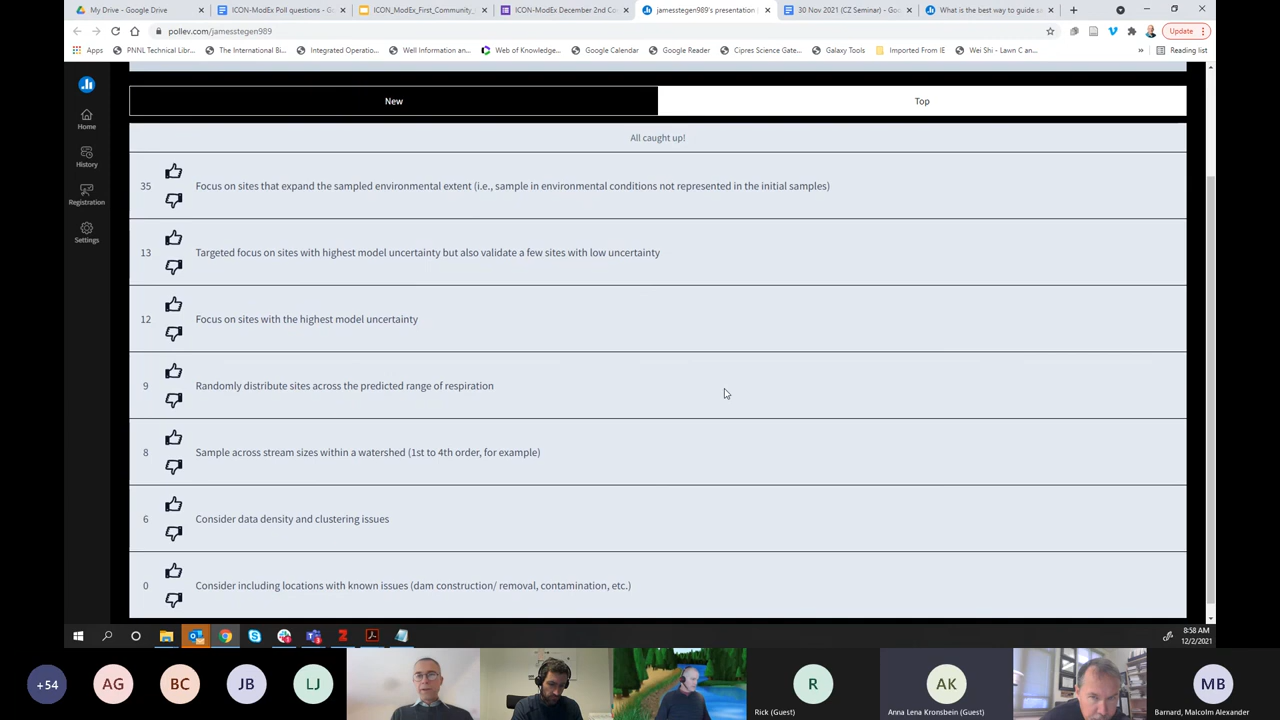 My Drive - Google Drive
ICON-ModEx Poll questions - Go
ICON_ModEx_First_Community_
ICON-ModEx December 2nd Co
jamesstegen989's presentation
30 Nov 2021 (CZ Seminar) - Go
What is the best way to guide sa
pollev.com/jamesstegen989
Update
Apps
PNNL Technical Librar...
The International Bi...
Integrated Operatio...
Well Information an...
Web of Knowledge...
Google Calendar
Google Reader
Cipres Science Gate...
Galaxy Tools
Imported From IE
Wei Shi - Lawn C an...
»
Reading list
Home
History
Registration
Settings
New
Top
All caught up!
35 Focus on sites that expand the sampled environmental extent (i.e., sample in environmental conditions not represented in the initial samples)
13 Targeted focus on sites with highest model uncertainty but also validate a few sites with low uncertainty
12 Focus on sites with the highest model uncertainty
9 Randomly distribute sites across the predicted range of respiration
8 Sample across stream sizes within a watershed (1st to 4th order, for example)
6 Consider data density and clustering issues
0 Consider including locations with known issues (dam construction/ removal, contamination, etc.)
8:58 AM
12/2/2021
+54
AG
BC
JB
LJ
R
Rick (Guest)
AK
Anna Lena Kronsbein (Guest)
MB
Barnard, Malcolm Alexander